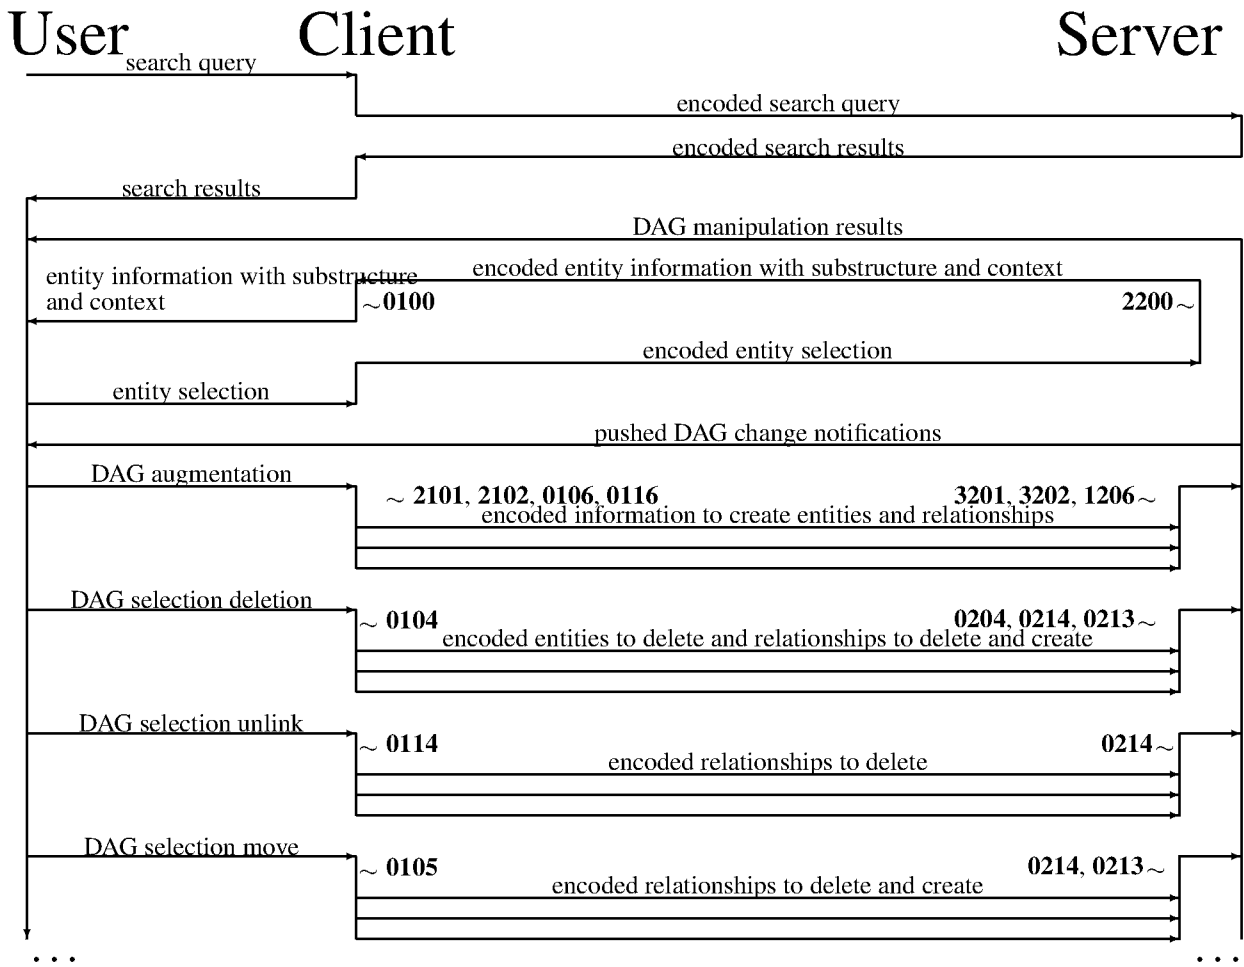 User Client Server
search query
encoded search query
encoded search results
search results
DAG manipulation results
encoded entity information with substructure and context
entity information with substructure
and context
~0100 2200~
encoded entity selection
entity selection
pushed DAG change notifications
DAG augmentation
~ 2101, 2102, 0106, 0116 3201, 3202, 1206~
encoded information to create entities and relationships
DAG selection deletion
~ 0104 0204, 0214, 0213~
encoded entities to delete and relationships to delete and create
DAG selection unlink
~ 0114 0214~
encoded relationships to delete
DAG selection move
~ 0105 0214, 0213~
encoded relationships to delete and create
... ...